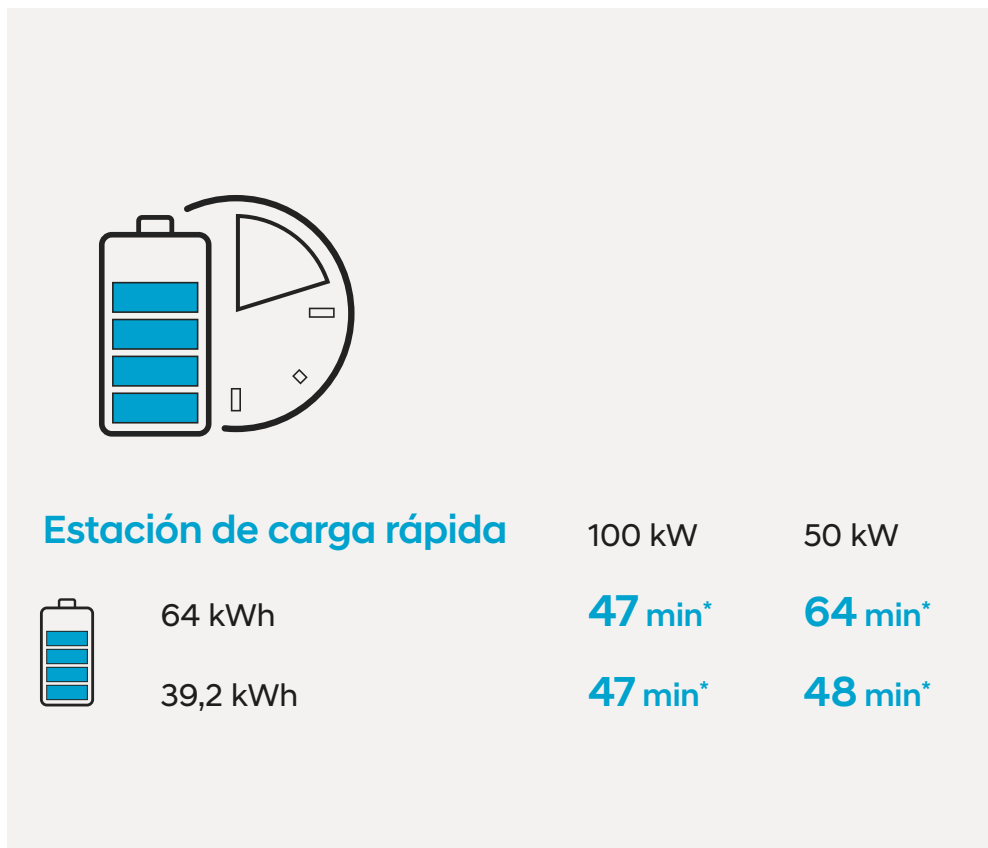 Estación de carga rápida 100 kW 50 kW
64 kWh 47 min* 64 min*
39,2 kWh 47 min* 48 min*